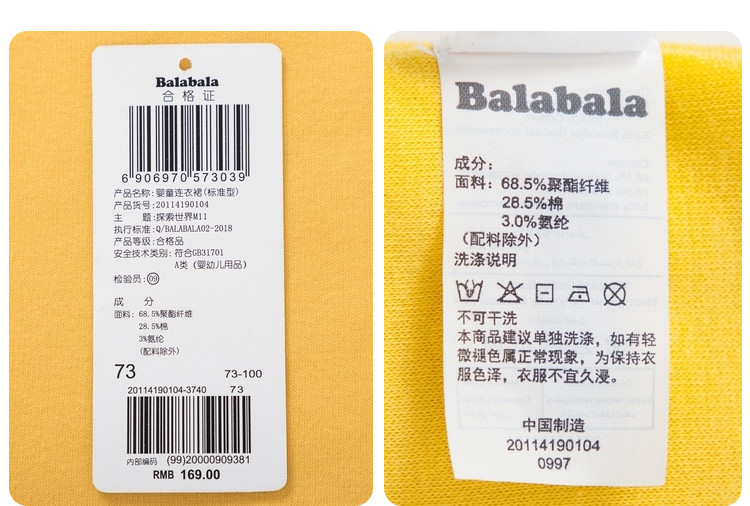 Balabala
合格证
6 906970 573039
产品名称:婴童连衣裙(标准型)
产品货号:20114190104
主 题:探索世界M11
执行标准:Q/BALABALA02-2018
产品等级:合格品
安全技术类别:符合GB31701
A类(婴幼儿用品)
检验员:09
成 分
面料:68.5%聚酯纤维
28.5%棉
3%氨纶
(配料除外)
73 73-100
20114190104-3740 73
内部编码 (99)20000909381
RMB 169.00
Balabala
成分:
面料:68.5%聚酯纤维
28.5%棉
3.0%氨纶
(配料除外)
洗涤说明
不可干洗
本商品建议单独洗涤,如有轻
微褪色属正常现象,为保持衣
服色泽,衣服不宜久浸。
中国制造
20114190104
0997